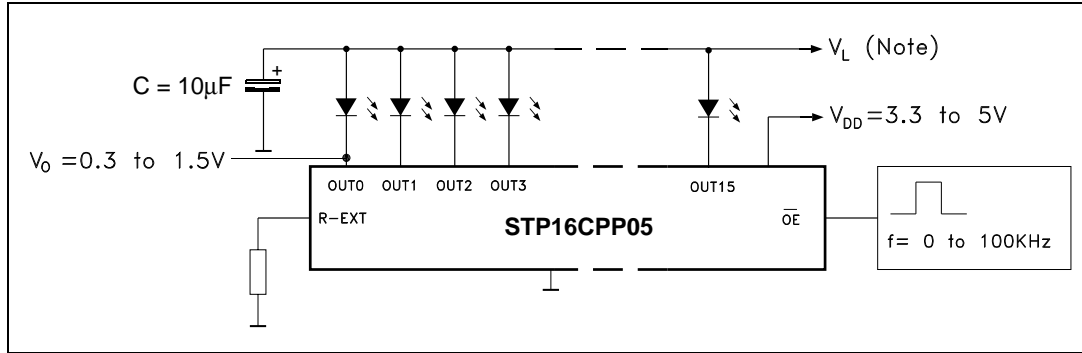 V_L (Note)
+
C = 10µF
V_DD =3.3 to 5V
V_O =0.3 to 1.5V
OUT0 OUT1 OUT2 OUT3 OUT15
R-EXT
STP16CPP05
O̅E̅
f= 0 to 100KHz